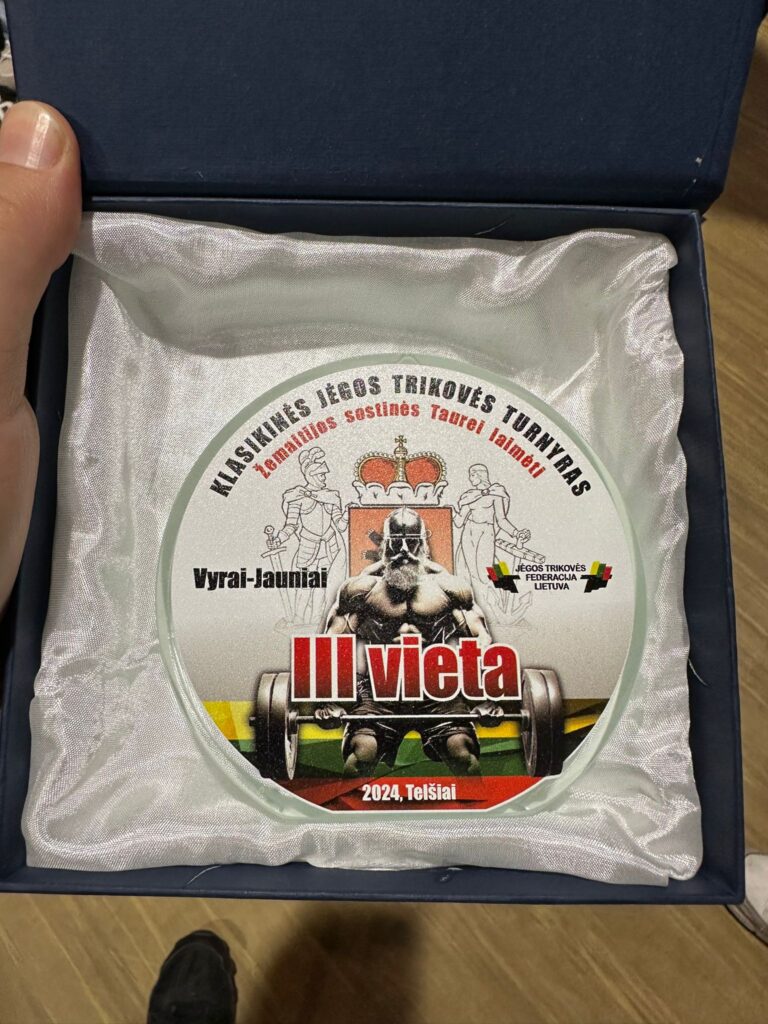 KLASIKINĖS JĖGOS TRIKOVĖS TURNYRAS
Žemaitijos sostinės Taurei laimėti
Vyrai-Jauniai
JĖGOS TRIKOVĖS
FEDERACIJA
LIETUVA
III vieta
2024, Telšiai